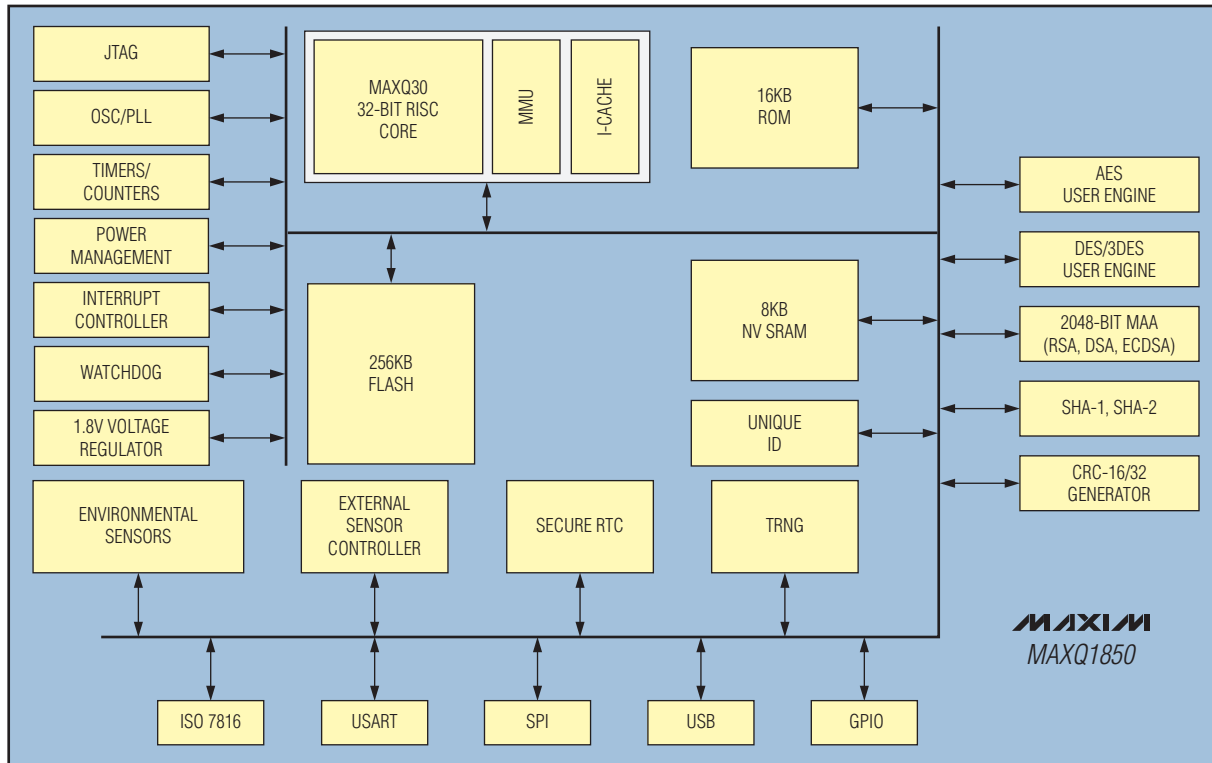 JTAG
OSC/PLL
TIMERS/
COUNTERS
POWER
MANAGEMENT
INTERRUPT
CONTROLLER
WATCHDOG
1.8V VOLTAGE
REGULATOR
MAXQ30
32-BIT RISC
CORE
MMU
I-CACHE
16KB
ROM
256KB
FLASH
8KB
NV SRAM
UNIQUE
ID
AES
USER ENGINE
DES/3DES
USER ENGINE
2048-BIT MAA
(RSA, DSA, ECDSA)
SHA-1, SHA-2
CRC-16/32
GENERATOR
ENVIRONMENTAL
SENSORS
EXTERNAL
SENSOR
CONTROLLER
SECURE RTC
TRNG
MAXIM
MAXQ1850
ISO 7816
USART
SPI
USB
GPIO